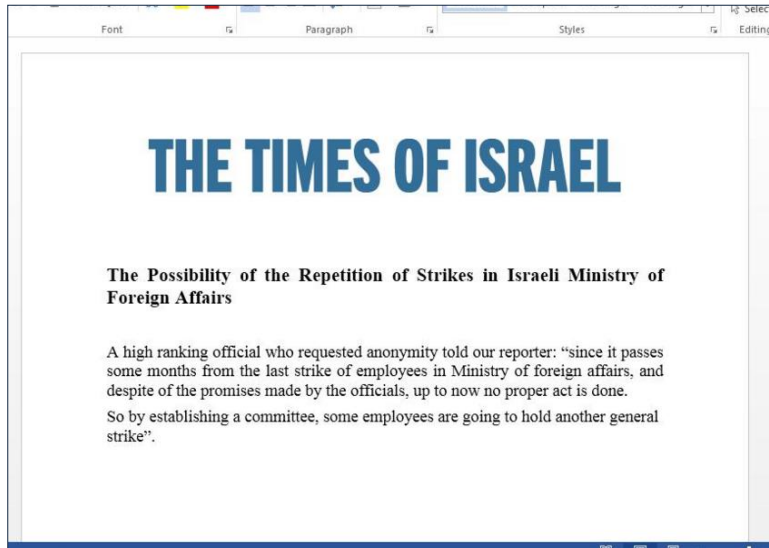 Select
Font Paragraph Styles Editing
THE TIMES OF ISRAEL
The Possibility of the Repetition of Strikes in Israeli Ministry of
Foreign Affairs
A high ranking official who requested anonymity told our reporter: “since it passes
some months from the last strike of employees in Ministry of foreign affairs, and
despite of the promises made by the officials, up to now no proper act is done.
So by establishing a committee, some employees are going to hold another general
strike”.